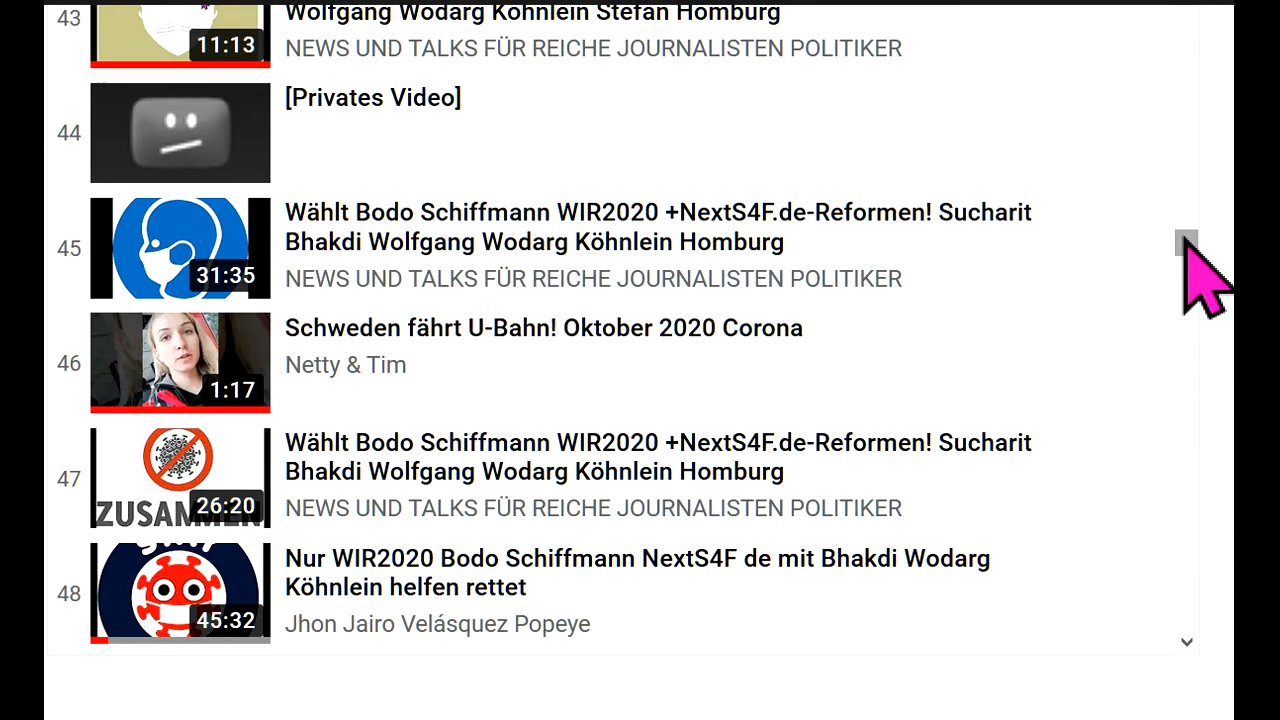 43
Wolfgang Wodarg Köhnlein Stefan Homburg
11:13
NEWS UND TALKS FÜR REICHE JOURNALISTEN POLITIKER
44
[Privates Video]
45
Wählt Bodo Schiffmann WIR2020 +NextS4F.de-Reformen! Sucharit
Bhakdi Wolfgang Wodarg Köhnlein Homburg
31:35
NEWS UND TALKS FÜR REICHE JOURNALISTEN POLITIKER
46
Schweden fährt U-Bahn! Oktober 2020 Corona
Netty & Tim
1:17
47
Wählt Bodo Schiffmann WIR2020 +NextS4F.de-Reformen! Sucharit
Bhakdi Wolfgang Wodarg Köhnlein Homburg
ZUSAMMEN
26:20
NEWS UND TALKS FÜR REICHE JOURNALISTEN POLITIKER
48
Nur WIR2020 Bodo Schiffmann NextS4F de mit Bhakdi Wodarg
Köhnlein helfen rettet
45:32
Jhon Jairo Velásquez Popeye